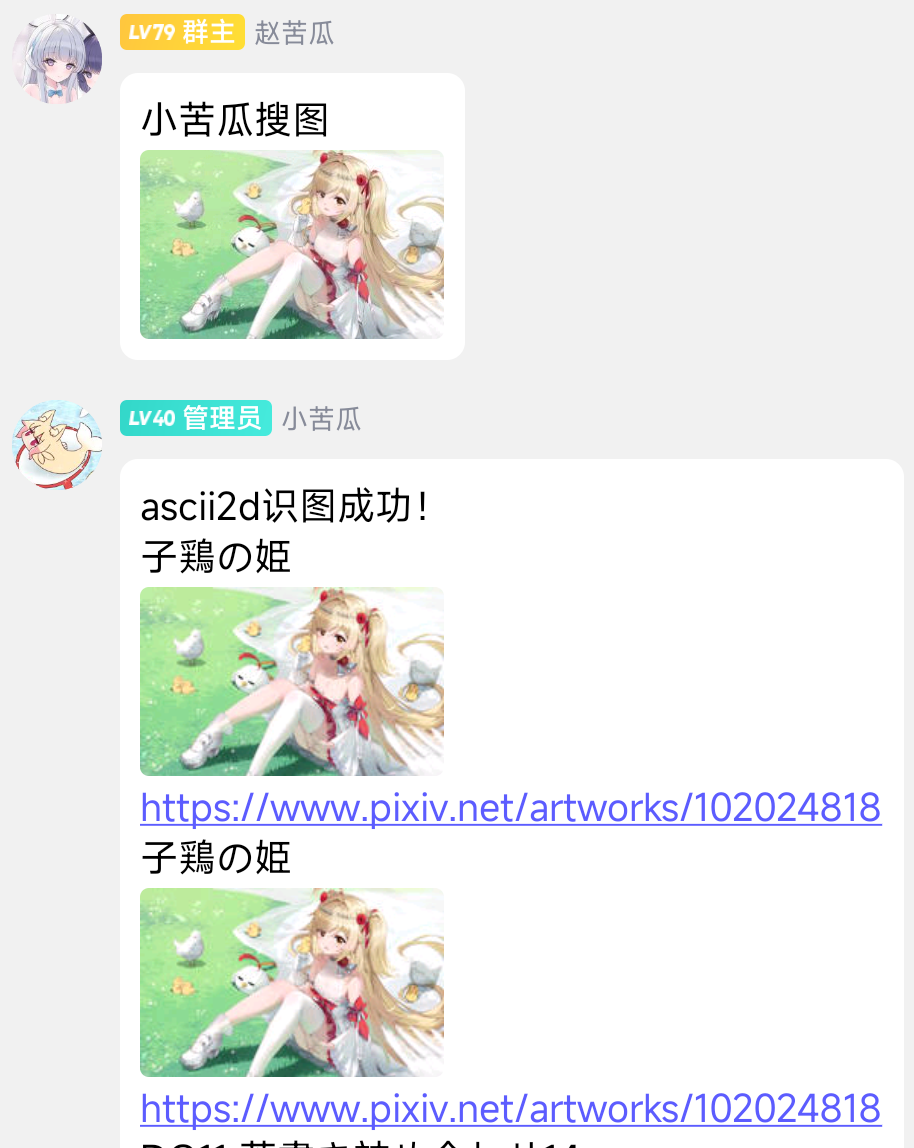 LV79 群主 赵苦瓜
小苦瓜搜图
LV40 管理员 小苦瓜
ascii2d识图成功！
子鶏の姫
https://www.pixiv.net/artworks/102024818
子鶏の姫
https://www.pixiv.net/artworks/102024818